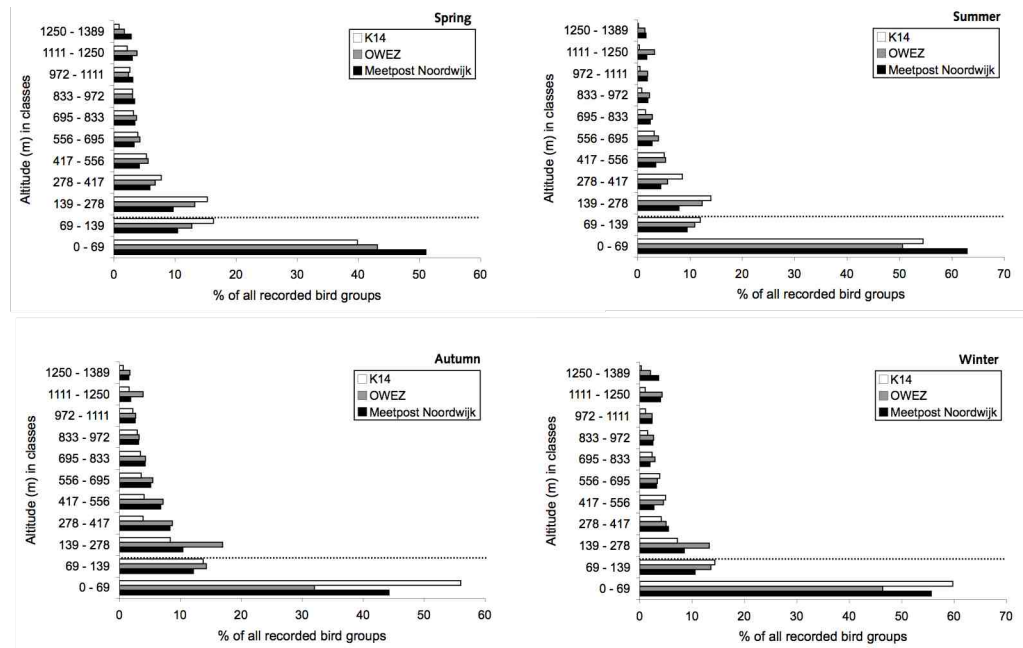 Spring
K14
OWEZ
Meetpost Noordwijk
Altitude (m) in classes
1250 - 1389
1111 - 1250
972 - 1111
833 - 972
695 - 833
556 - 695
417 - 556
278 - 417
139 - 278
69 - 139
0 - 69
0 10 20 30 40 50 60
% of all recorded bird groups
Summer
K14
OWEZ
Meetpost Noordwijk
Altitude (m) in classes
1250 - 1389
1111 - 1250
972 - 1111
833 - 972
695 - 833
556 - 695
417 - 556
278 - 417
139 - 278
69 - 139
0 - 69
0 10 20 30 40 50 60 70
% of all recorded bird groups
Autumn
K14
OWEZ
Meetpost Noordwijk
Altitude (m) in classes
1250 - 1389
1111 - 1250
972 - 1111
833 - 972
695 - 833
556 - 695
417 - 556
278 - 417
139 - 278
69 - 139
0 - 69
0 10 20 30 40 50 60
% of all recorded bird groups
Winter
K14
OWEZ
Meetpost Noordwijk
Altitude (m) in classes
1250 - 1389
1111 - 1250
972 - 1111
833 - 972
695 - 833
556 - 695
417 - 556
278 - 417
139 - 278
69 - 139
0 - 69
0 10 20 30 40 50 60 70
% of all recorded bird groups